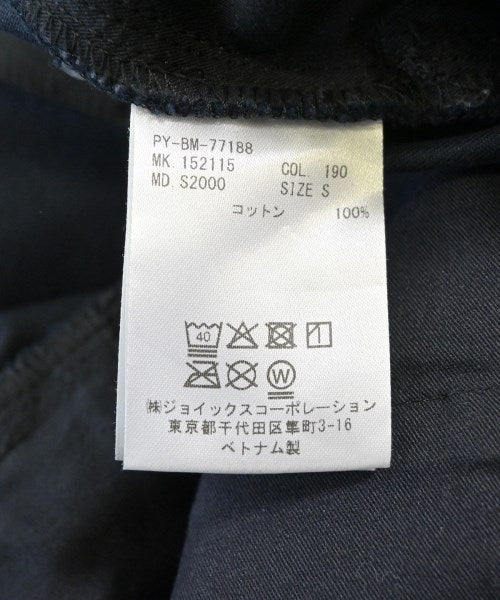 PY-BM-77188
MK. 152115 COL. 190
MD. S2000 SIZE S
コットン 100%
40
W
㈱ジョイックスコーポレーション
東京都千代田区隼町3-16
ベトナム製